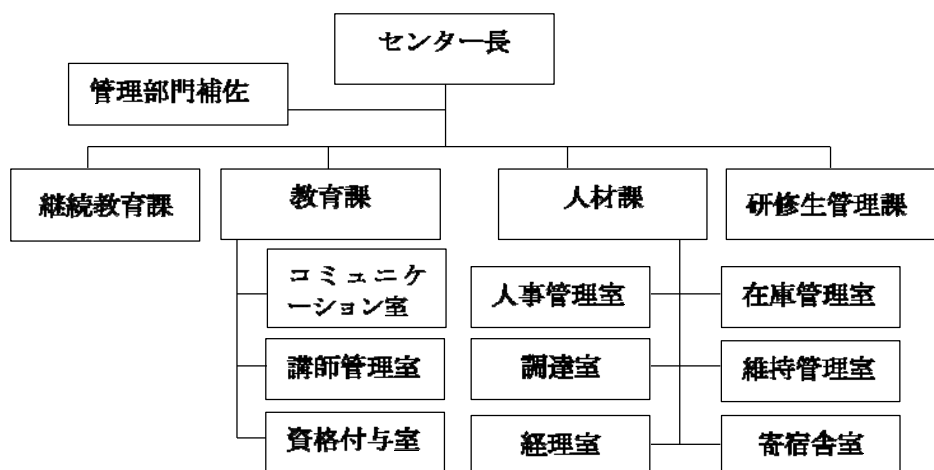 センター長
管理部門補佐
継続教育課
教育課
人材課
研修生管理課
コミュニケ
ーション室
人事管理室
在庫管理室
講師管理室
調達室
維持管理室
資格付与室
経理室
寄宿舎室